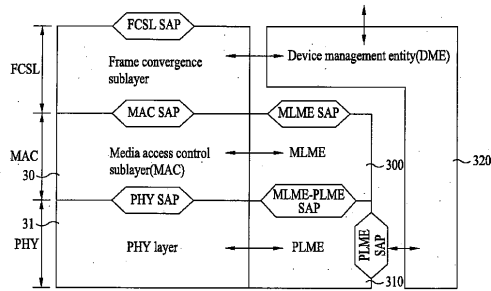 FCSL SAP
FCSL
Frame convergence
sublayer
Device management entity(DME)
MAC SAP
MLME SAP
MAC
30
Media access control
sublayer(MAC)
MLME
300
320
PHY SAP
MLME-PLME
SAP
31
PHY
PHY layer
PLME
PLME
SAP
310